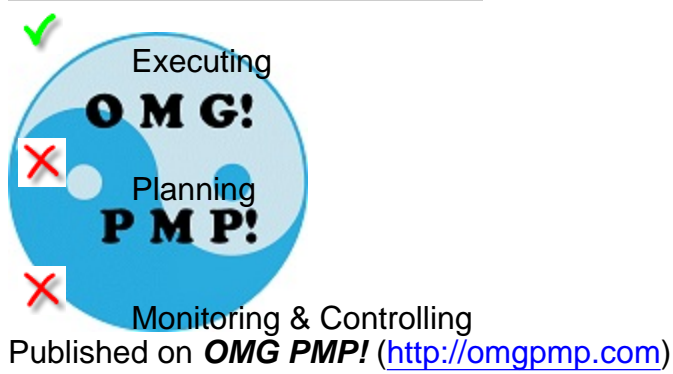 Executing
OMG!
Planning
PMP!
Monitoring & Controlling
Published on OMG PMP! (http://omgpmp.com)